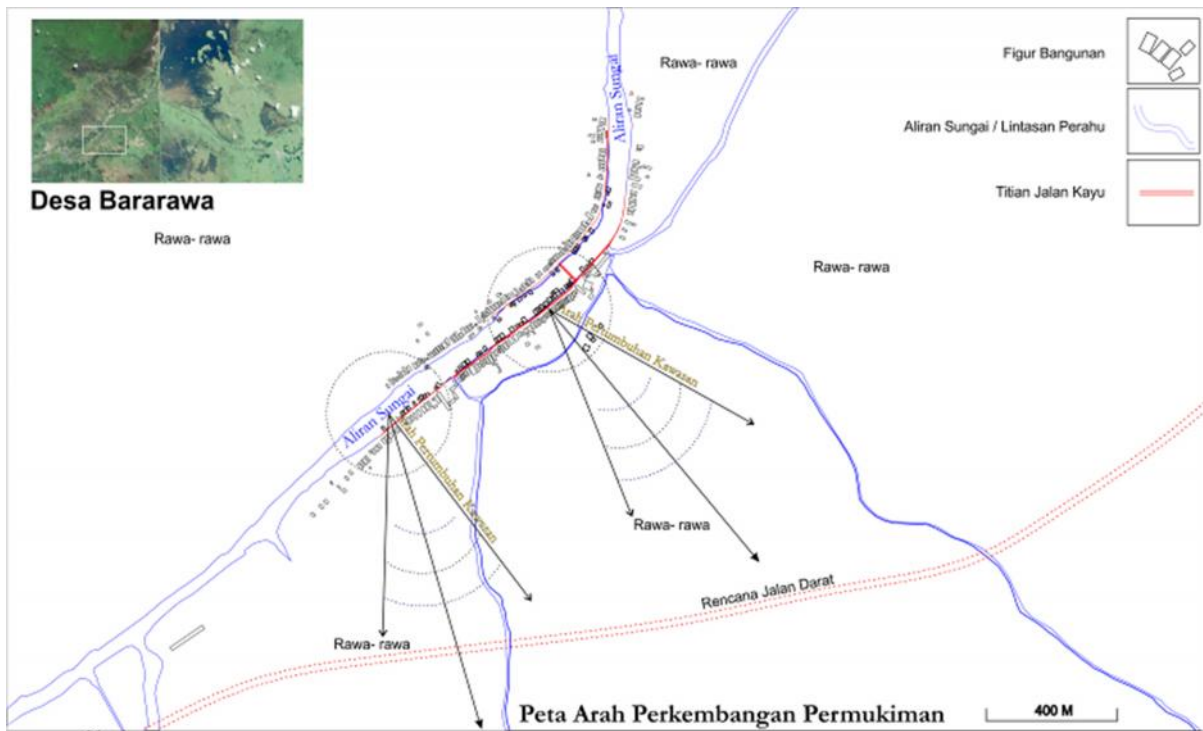 Desa Bararawa
Rawa- rawa
Aliran Sungai
Rawa- rawa
Rawa- rawa
Figur Bangunan
Aliran Sungai / Lintasan Perahu
Titian Jalan Kayu
Arah Pertumbuhan Kawasan
Aliran Sungai
Arah Pertumbuhan Kawasan
Rawa- rawa
Rencana Jalan Darat
Rawa- rawa
Peta Arah Perkembangan Permukiman
400 M